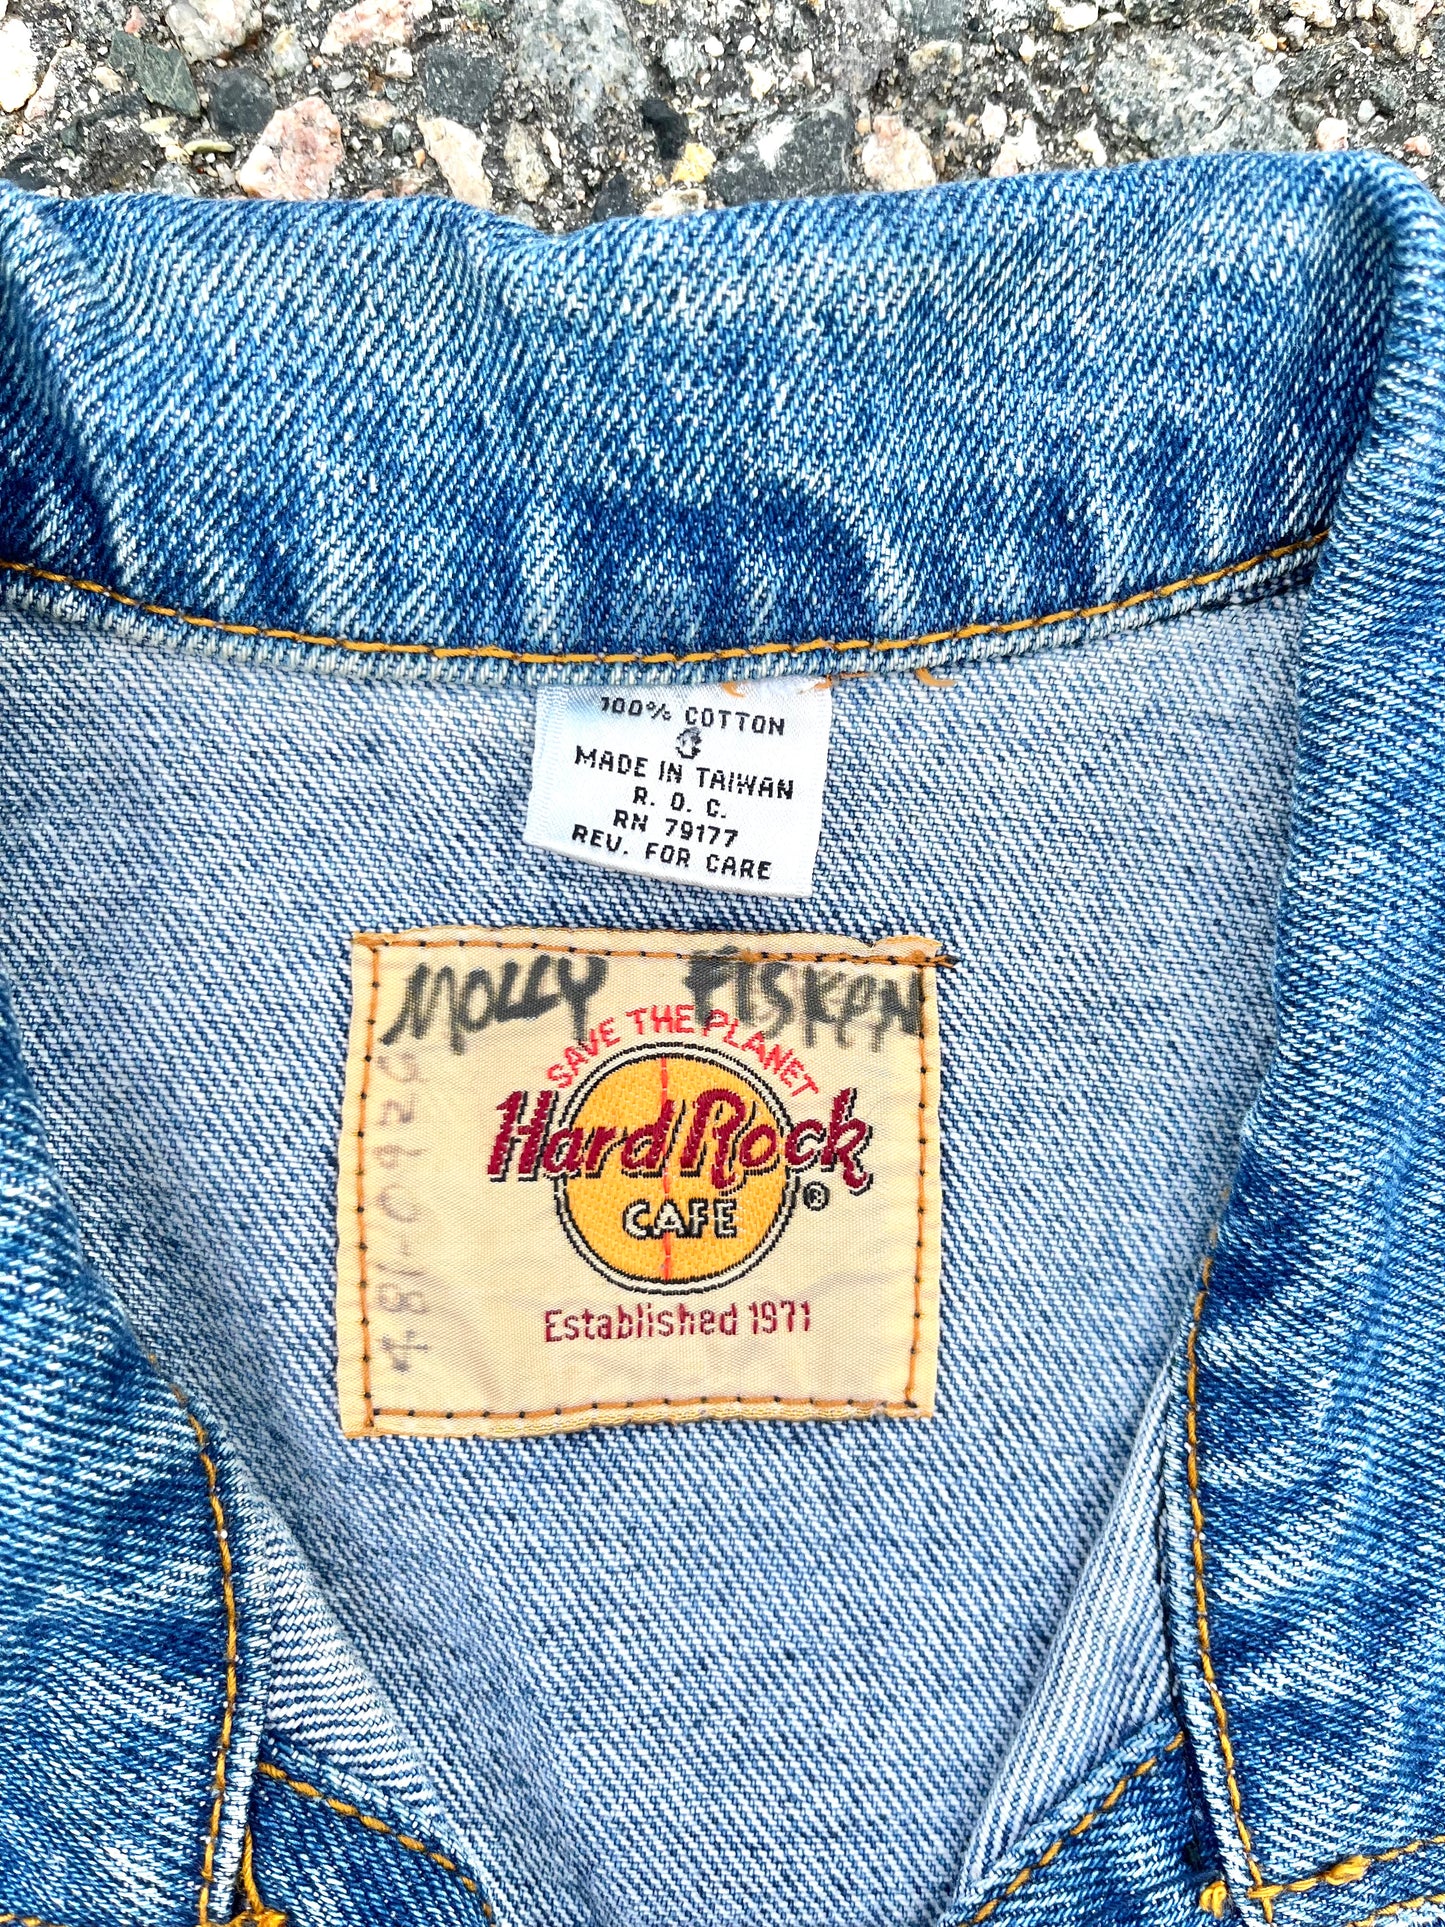 100% COTTON
MADE IN TAIWAN
R. O. C.
RN 79177
REV. FOR CARE
MOLLY FISKEN
SAVE THE PLANET
Hard Rock
CAFE ®
Established 1971